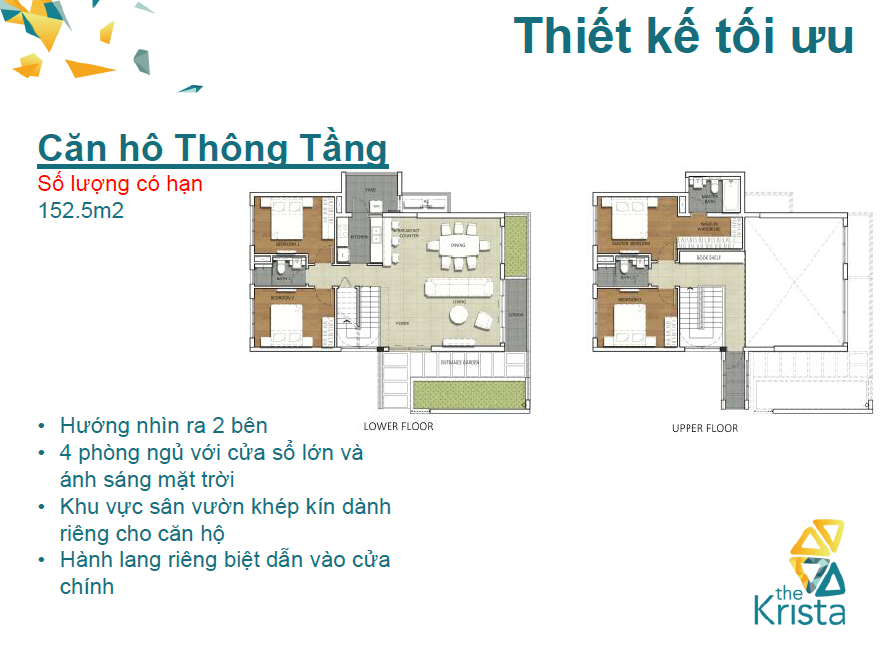 Thiết kế tối ưu
Căn hô Thông Tầng
Số lượng có hạn
152.5m2
YARD
KITCHEN
BREAKFAST
COUNTER
DINING
BEDROOM 2
LIVING
FOYER
ENTRANCE GARDEN
LOWER FLOOR
MASTER
BATH
WALK-IN
WARDROBE
MASTER BEDROOM
BOOK SHELF
UPPER FLOOR
• Hướng nhìn ra 2 bên
• 4 phòng ngủ với cửa sổ lớn và
ánh sáng mặt trời
• Khu vực sân vườn khép kín dành
riêng cho căn hộ
• Hành lang riêng biệt dẫn vào cửa
chính
the
Krista